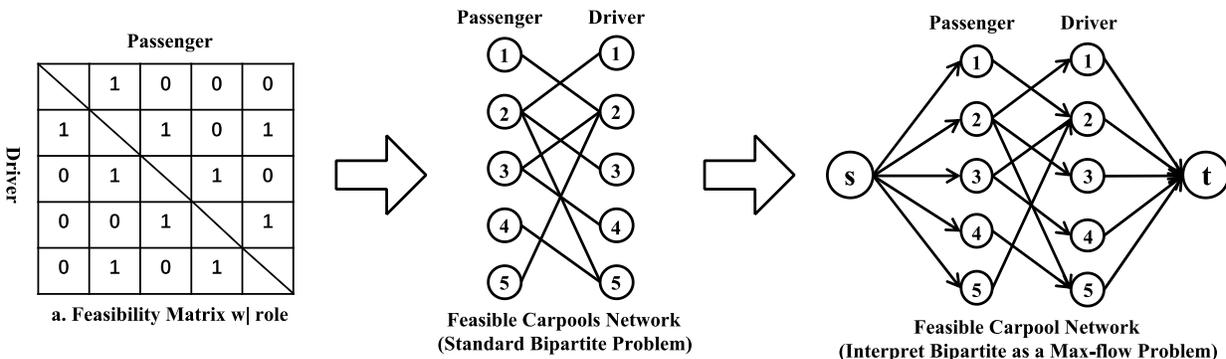 Passenger
Driver
1 0 0 0
1 1 0 1
0 1 1 0
0 0 1 1
0 1 0 1
a. Feasibility Matrix w| role
Passenger Driver
1 1
2 2
3 3
4 4
5 5
Feasible Carpools Network
(Standard Bipartite Problem)
Passenger Driver
1 1
2 2
s 3 3 t
4 4
5 5
Feasible Carpool Network
(Interpret Bipartite as a Max-flow Problem)